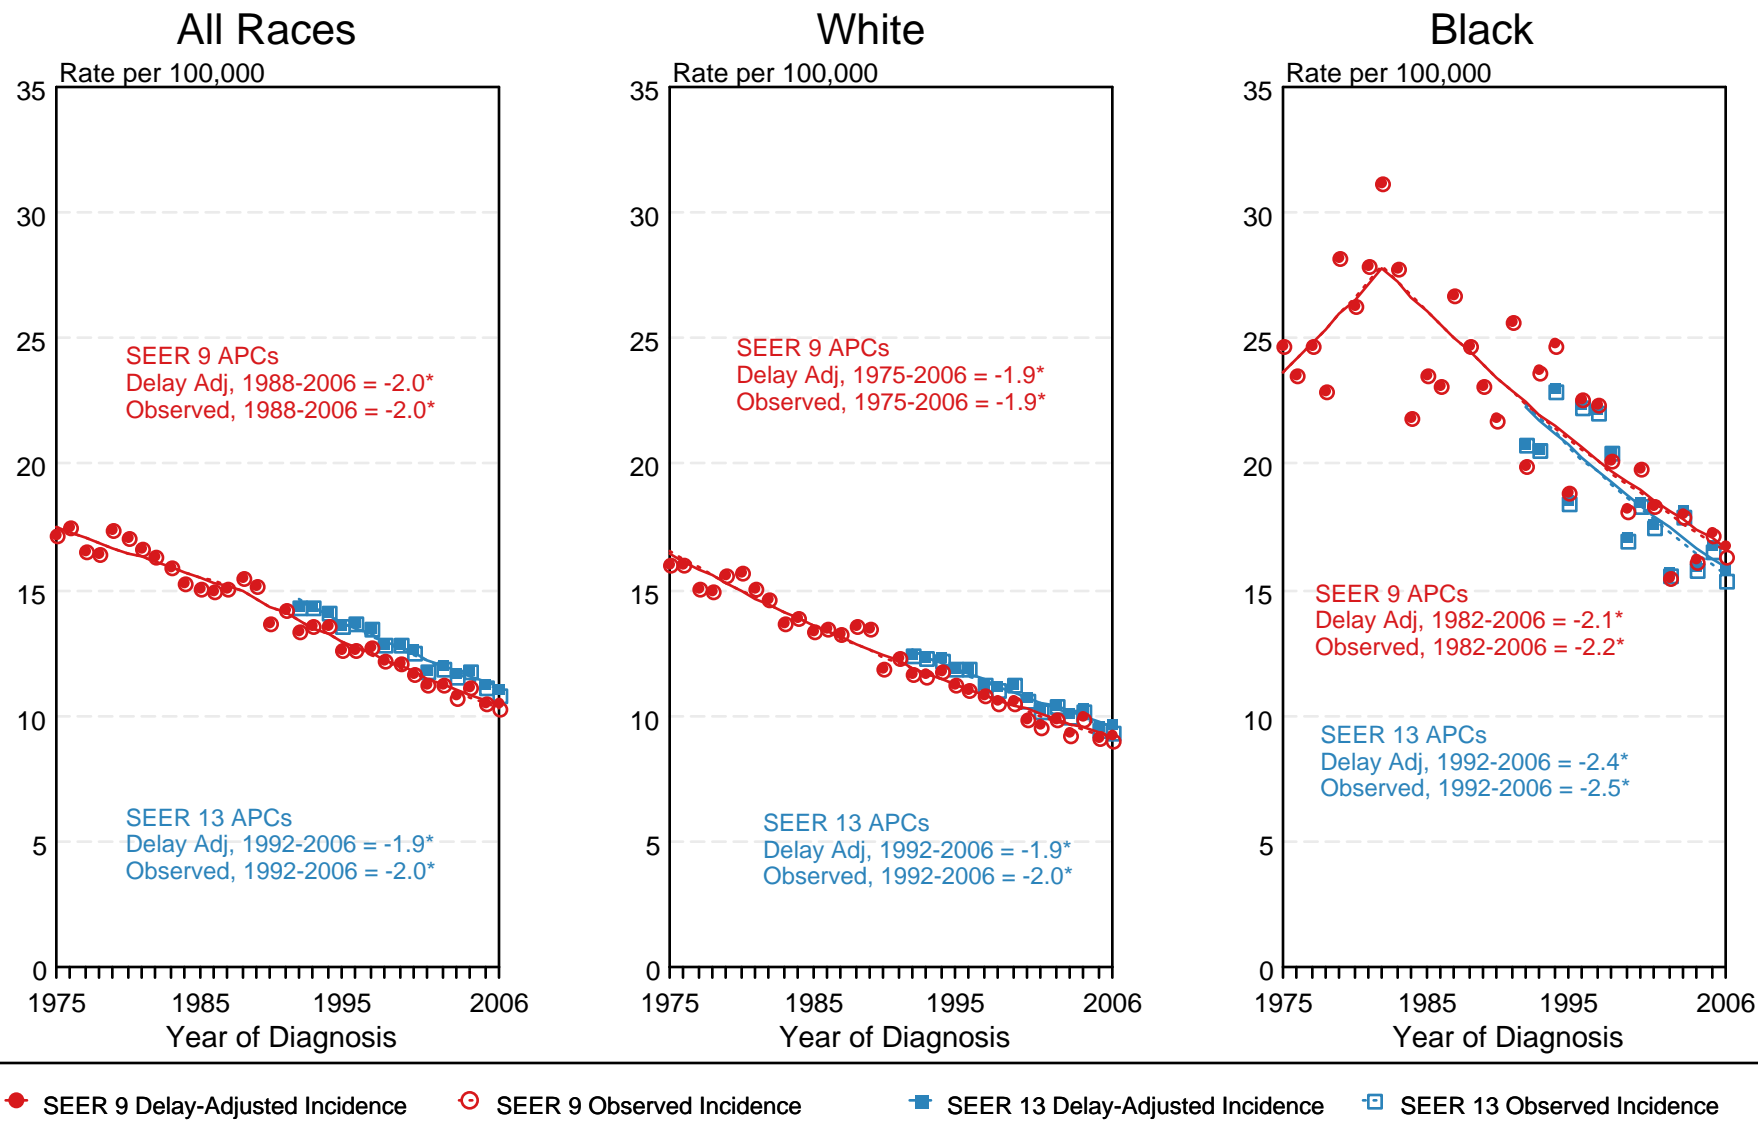 All Races
Rate per 100,000
35
30
25
20
15
10
5
0
SEER 9 APCs
Delay Adj, 1988-2006 = -2.0*
Observed, 1988-2006 = -2.0*
SEER 13 APCs
Delay Adj, 1992-2006 = -1.9*
Observed, 1992-2006 = -2.0*
1975 1985 1995 2006
Year of Diagnosis
White
Rate per 100,000
35
30
25
20
15
10
5
0
SEER 9 APCs
Delay Adj, 1975-2006 = -1.9*
Observed, 1975-2006 = -1.9*
SEER 13 APCs
Delay Adj, 1992-2006 = -1.9*
Observed, 1992-2006 = -2.0*
1975 1985 1995 2006
Year of Diagnosis
Black
Rate per 100,000
35
30
25
20
15
10
5
0
SEER 9 APCs
Delay Adj, 1982-2006 = -2.1*
Observed, 1982-2006 = -2.2*
SEER 13 APCs
Delay Adj, 1992-2006 = -2.4*
Observed, 1992-2006 = -2.5*
1975 1985 1995 2006
Year of Diagnosis
SEER 9 Delay-Adjusted Incidence SEER 9 Observed Incidence SEER 13 Delay-Adjusted Incidence SEER 13 Observed Incidence